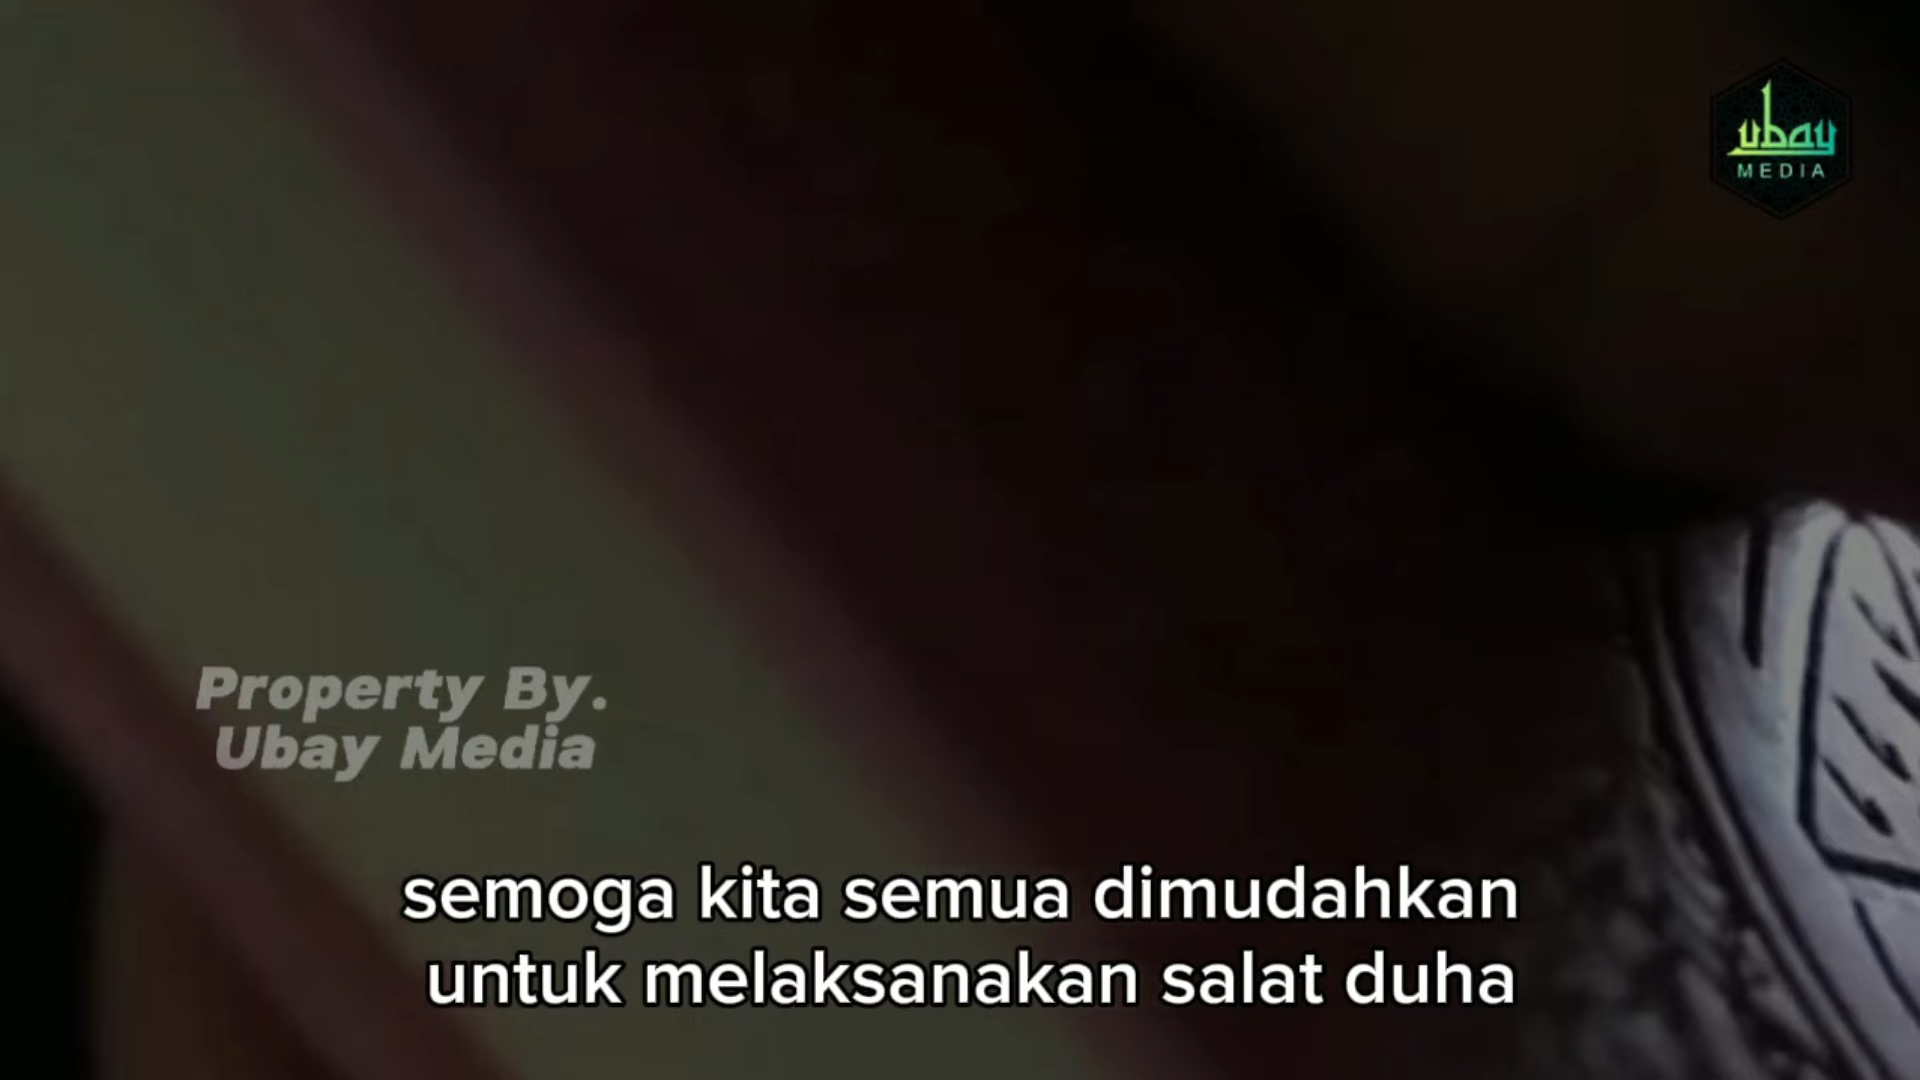 ubay
MEDIA
Property By.
Ubay Media
semoga kita semua dimudahkan
untuk melaksanakan salat duha